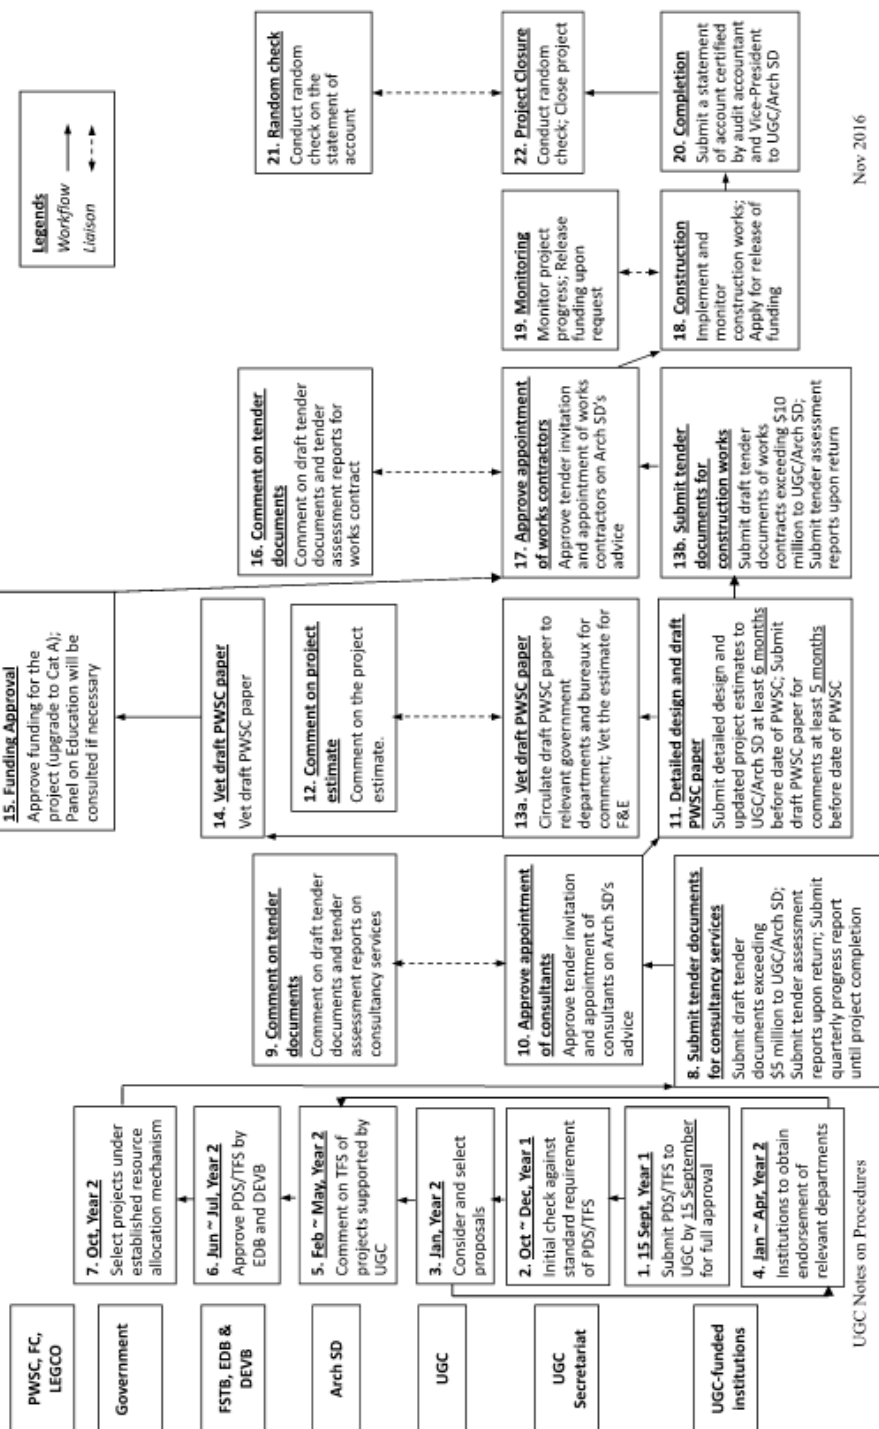 PWSC, FC,
LEGCO
Government
FSTB, EDB &
DEVB
Arch SD
UGC
UGC
Secretariat
UGC-funded
institutions
7. Oct, Year 2
Select projects under
established resource
allocation mechanism
6. Jun ~ Jul, Year 2
Approve PDS/TFS by
EDB and DEVB
5. Feb ~ May, Year 2
Comment on TFS of
projects supported by
UGC
3. Jan, Year 2
Consider and select
proposals
2. Oct ~ Dec, Year 1
Initial check against
standard requirement
of PDS/TFS
1. 15 Sept, Year 1
Submit PDS/TFS to
UGC by 15 September
for full approval
4. Jan ~ Apr, Year 2
Institutions to obtain
endorsement of
relevant departments
9. Comment on tender
documents
Comment on draft tender
documents and tender
assessment reports on
consultancy services
10. Approve appointment
of consultants
Approve tender invitation
and appointment of
consultants on Arch SD's
advice
8. Submit tender documents
for consultancy services
Submit draft tender
documents exceeding
$5 million to UGC/Arch SD;
Submit tender assessment
reports upon return; Submit
quarterly progress report
until project completion
15. Funding Approval
Approve funding for the
project (upgrade to Cat A);
Panel on Education will be
consulted if necessary
14. Vet draft PWSC paper
Vet draft PWSC paper
12. Comment on project
estimate
Comment on the project
estimate.
13a. Vet draft PWSC paper
Circulate draft PWSC paper to
relevant government
departments and bureaux for
comment; Vet the estimate for
F&E
11. Detailed design and draft
PWSC paper
Submit detailed design and
updated project estimates to
UGC/Arch SD at least 6 months
before date of PWSC; Submit
draft PWSC paper for
comments at least 5 months
before date of PWSC
16. Comment on tender
documents
Comment on draft tender
documents and tender
assessment reports for
works contract
17. Approve appointment
of works contractors
Approve tender invitation
and appointment of works
contractors on Arch SD's
advice
13b. Submit tender
documents for
construction works
Submit draft tender
documents of works
contracts exceeding $10
million to UGC/Arch SD;
Submit tender assessment
reports upon return
Legends
Workflow
Liaison
19. Monitoring
Monitor project
progress; Release
funding upon
request
18. Construction
Implement and
monitor
construction works;
Apply for release of
funding
21. Random check
Conduct random
check on the
statement of
account
22. Project Closure
Conduct random
check; Close project
20. Completion
Submit a statement
of account certified
by audit accountant
and Vice-President
to UGC/Arch SD
UGC Notes on Procedures
Nov 2016